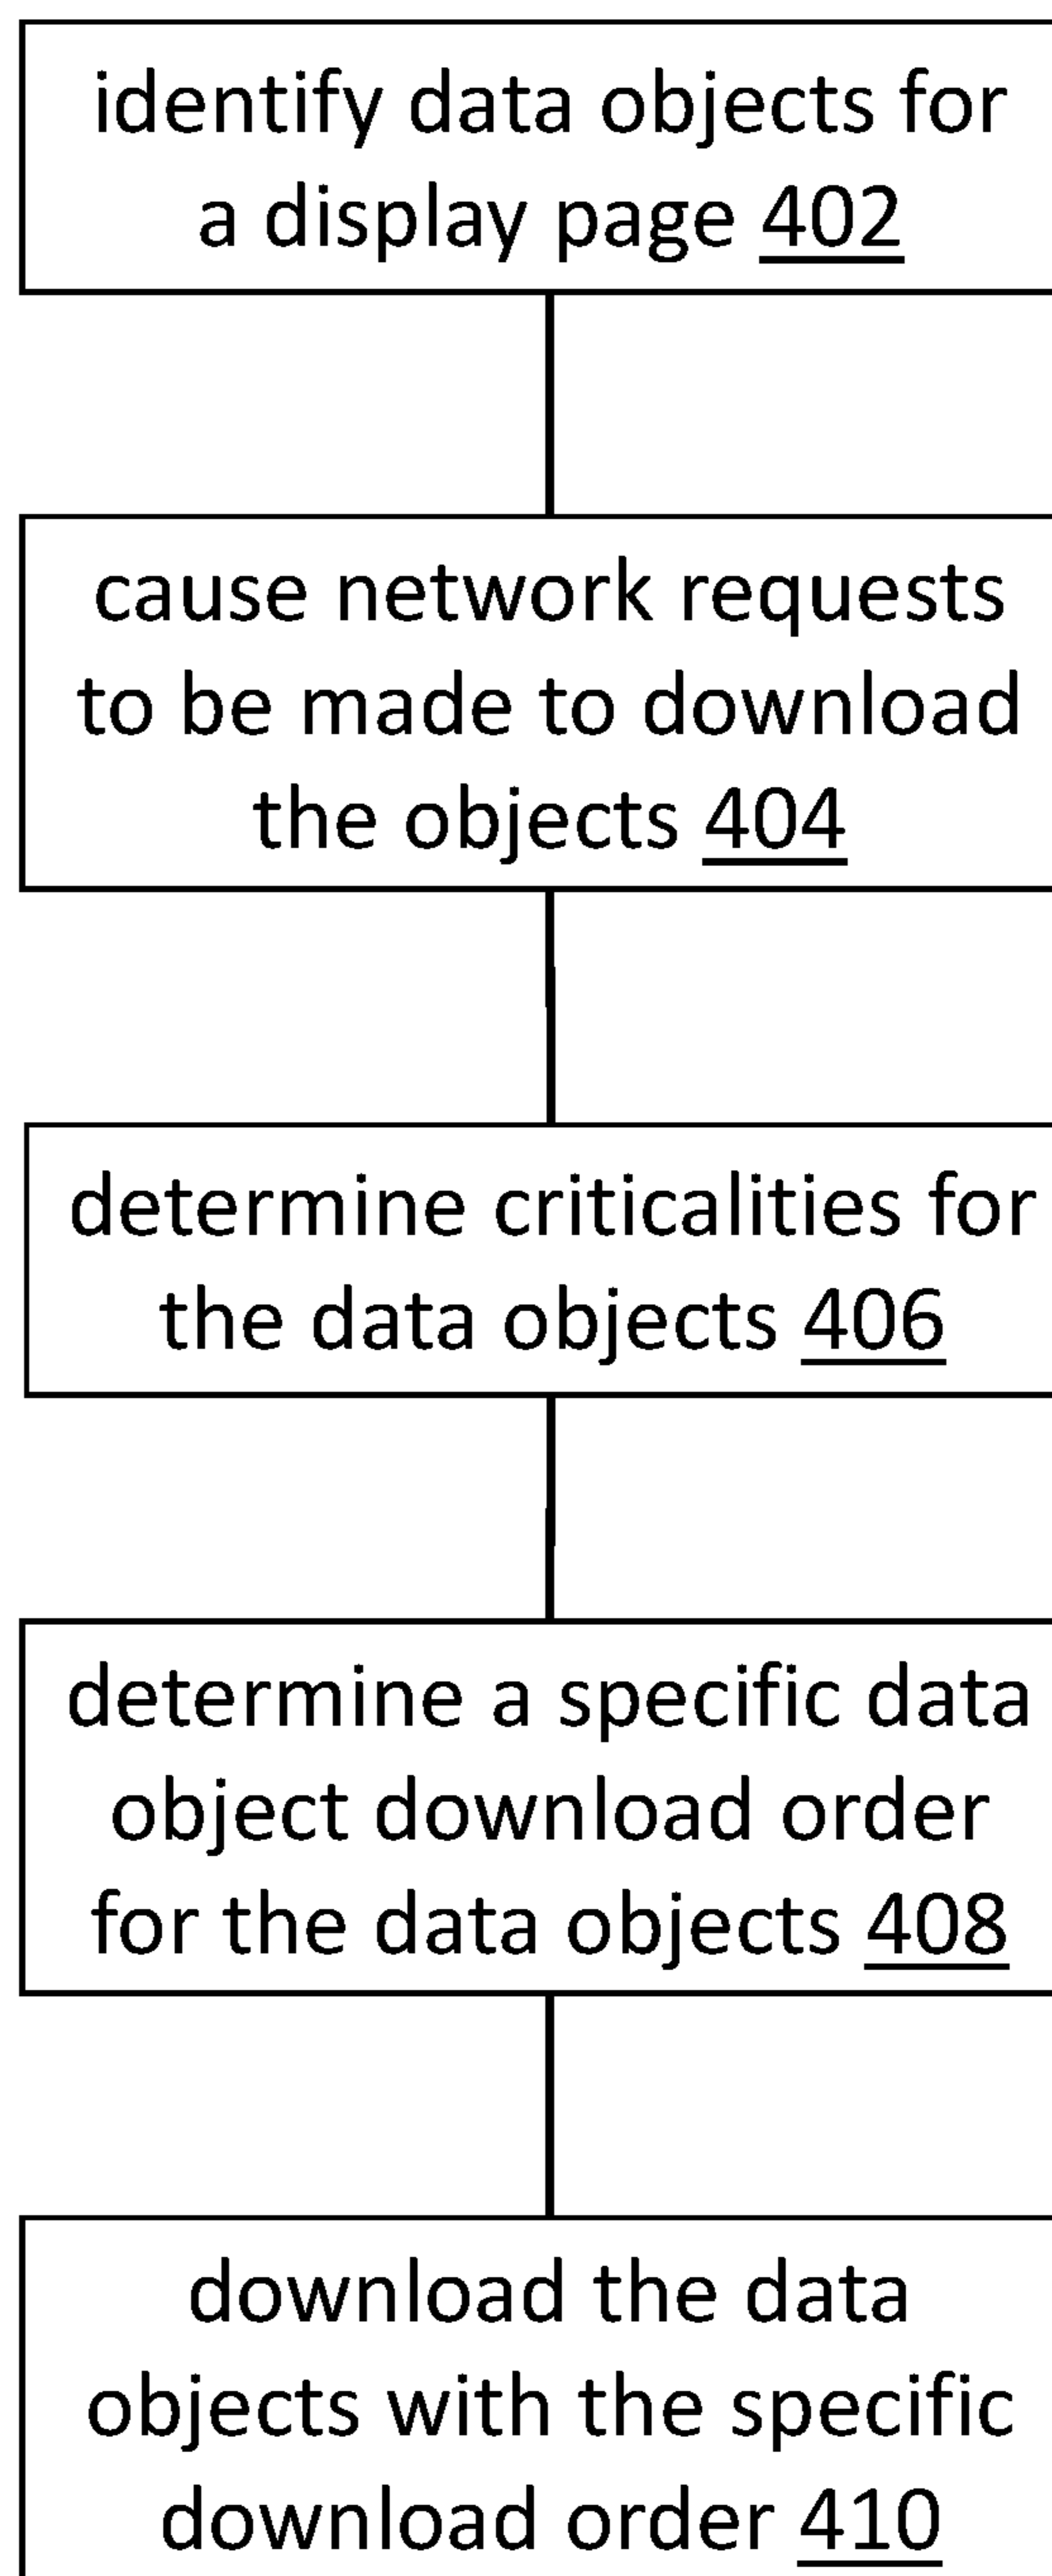 identify data objects for
a display page 402
cause network requests
to be made to download
the objects 404
determine criticalities for
the data objects 406
determine a specific data
object download order
for the data objects 408
download the data
objects with the specific
download order 410